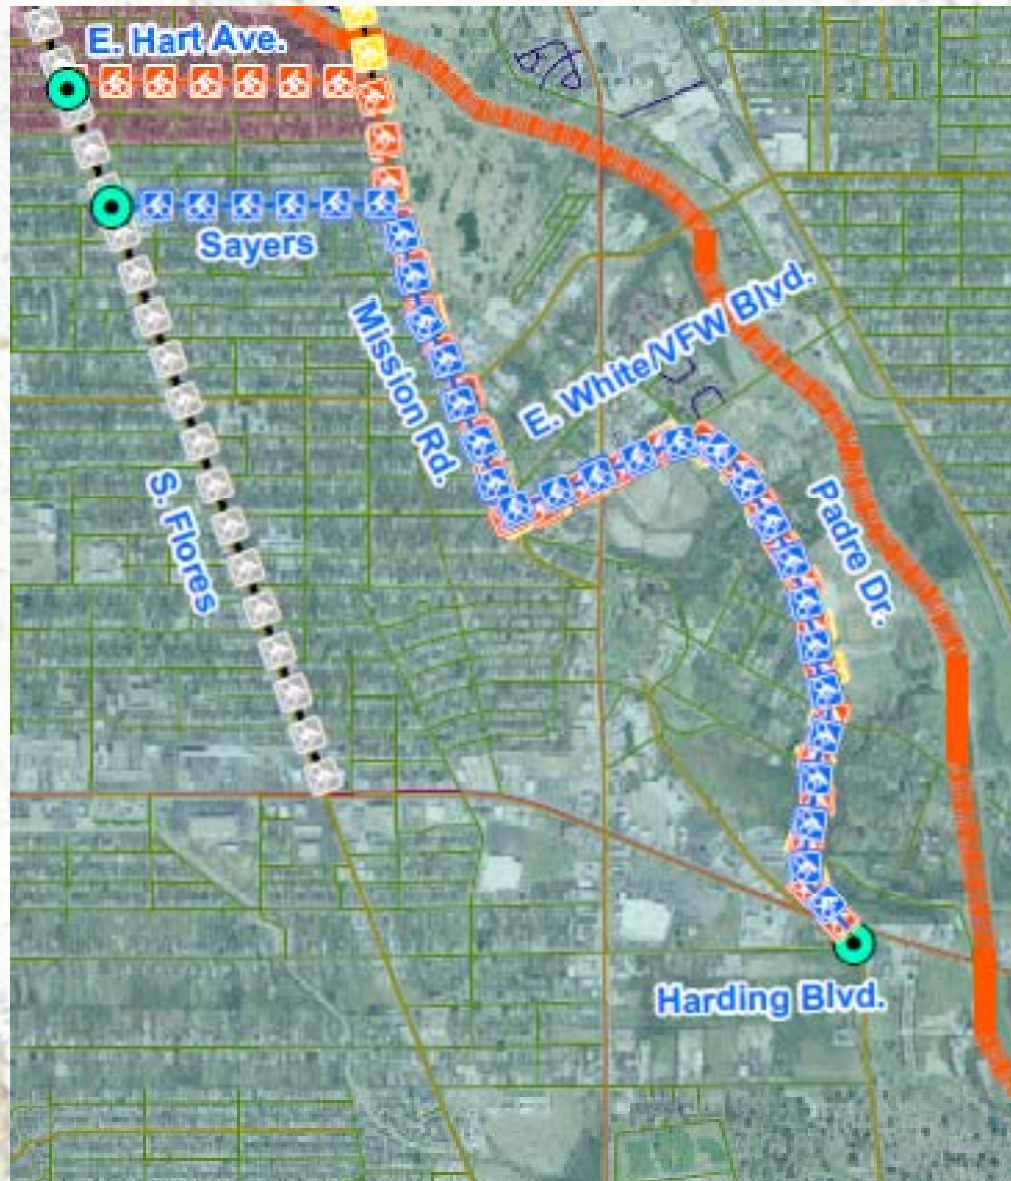 E. Hart Ave.
Sayers
Mission Rd.
E. White/VFW Blvd.
S. Flores
Padre Dr.
Harding Blvd.